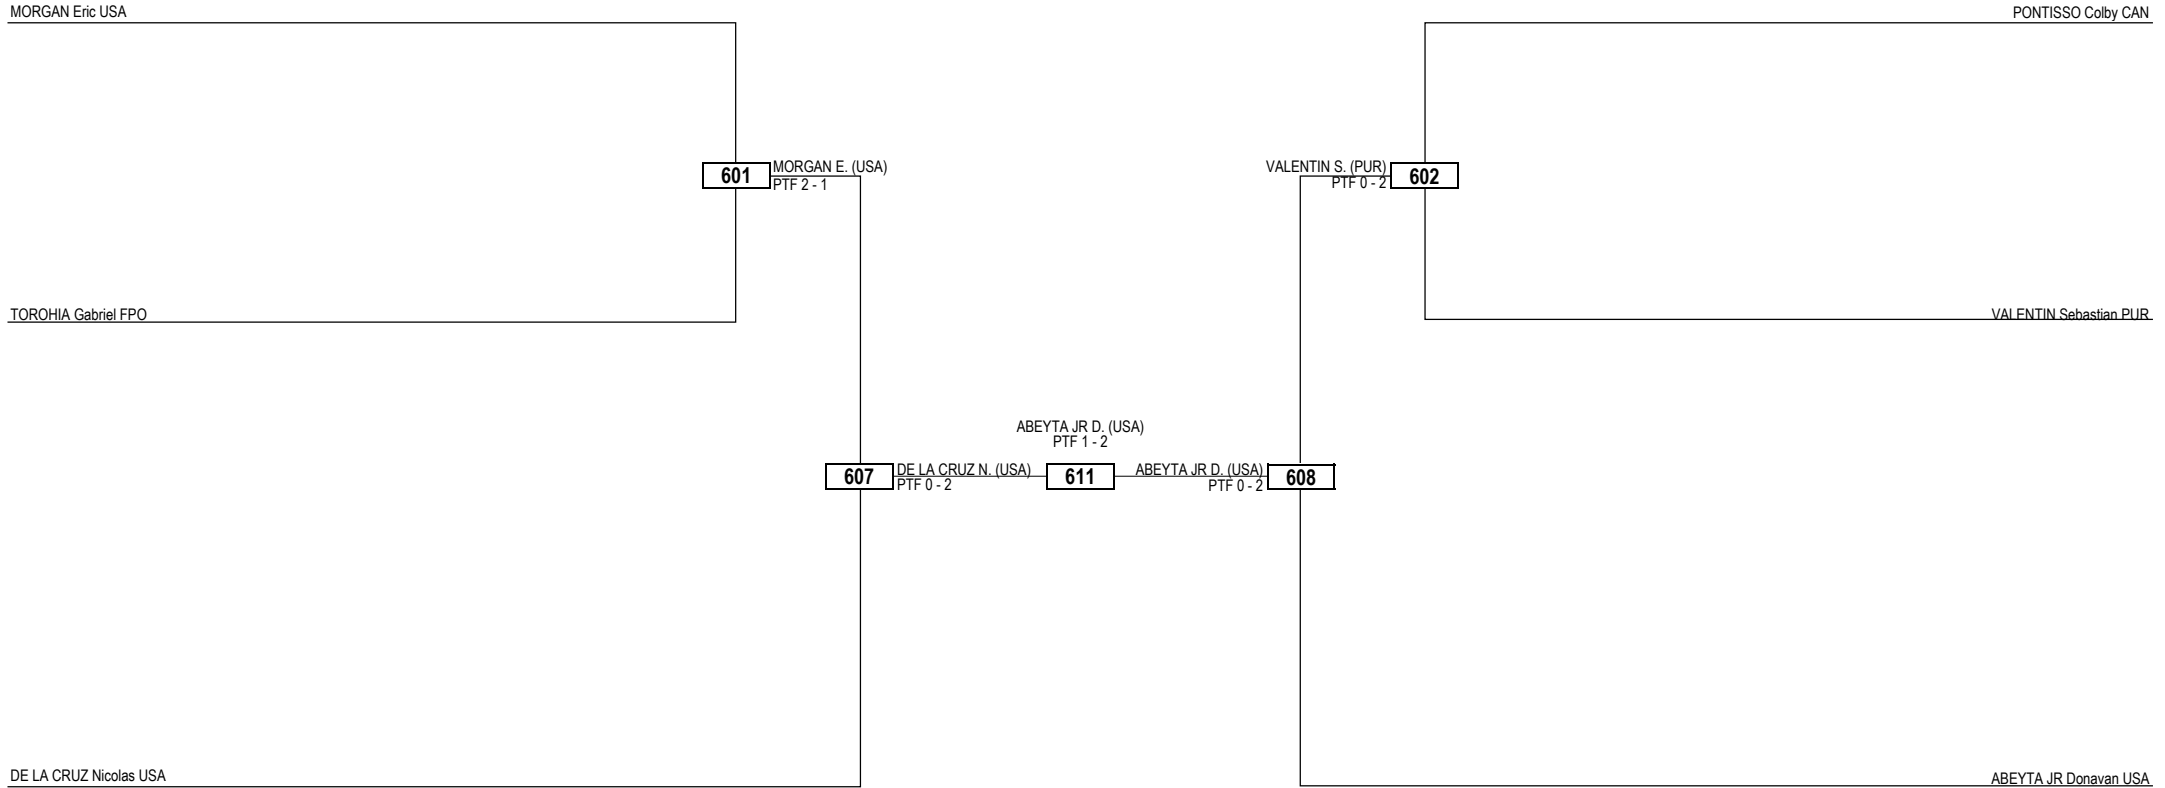 MORGAN Eric USA
PONTISSO Colby CAN
601
MORGAN E. (USA)
PTF 2 - 1
VALENTIN S. (PUR)
PTF 0 - 2
602
TOROHIA Gabriel FPO
VALENTIN Sebastian PUR
ABEYTA JR D. (USA)
PTF 1 - 2
607
DE LA CRUZ N. (USA)
PTF 0 - 2
611
ABEYTA JR D. (USA)
PTF 0 - 2
608
DE LA CRUZ Nicolas USA
ABEYTA JR Donavan USA